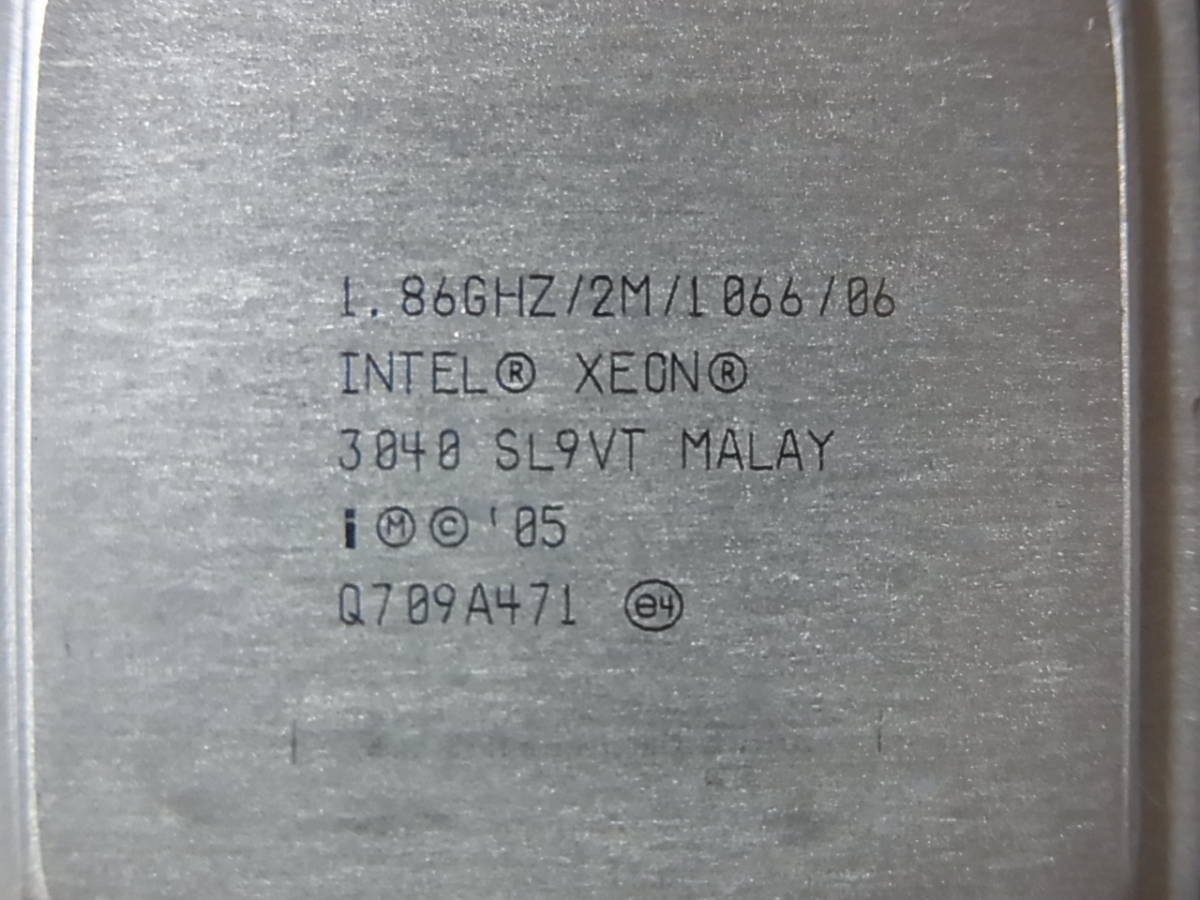 1.86GHZ/2M/1066/06
INTEL® XEON®
3040 SL9VT MALAY
i Ⓜ © '05
Q709A471 e4